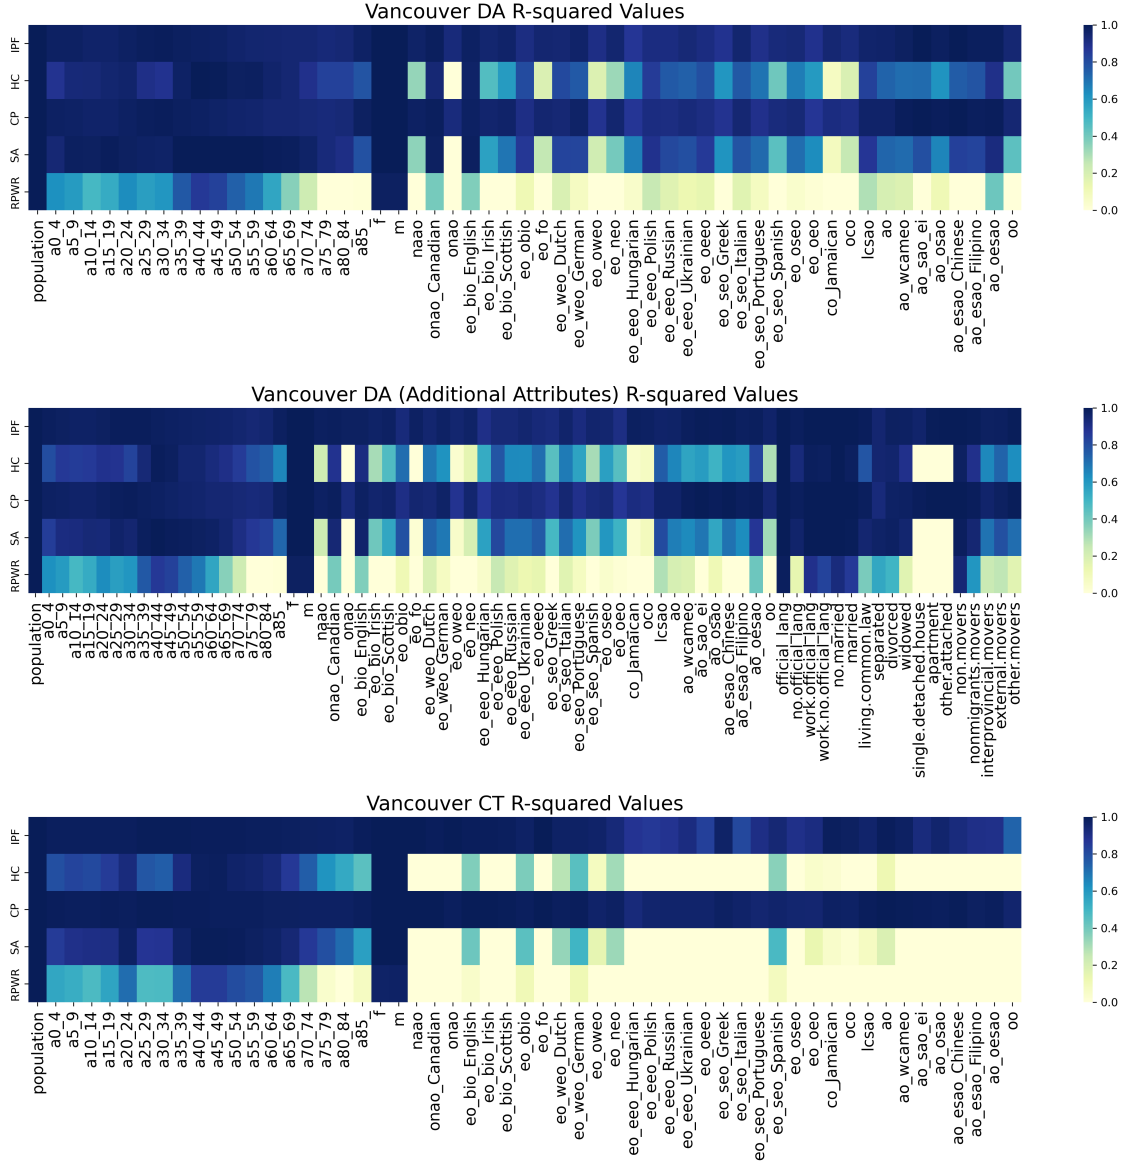 Vancouver DA R-squared Values
IPF
HC
CP
SA
RPWR
population
a0_4
a5_9
a10_14
a15_19
a20_24
a25_29
a30_34
a35_39
a40_44
a45_49
a50_54
a55_59
a60_64
a65_69
a70_74
a75_79
a80_84
a85_
f
m
naao
onao_Canadian
onao
eo_bio_English
eo_bio_Irish
eo_bio_Scottish
eo_obio
eo_fo
eo_weo_Dutch
eo_weo_German
eo_oweo
eo_neo
eo_eeo_Hungarian
eo_eeo_Polish
eo_eeo_Russian
eo_eeo_Ukrainian
eo_oeeo
eo_seo_Greek
eo_seo_Italian
eo_seo_Portuguese
eo_seo_Spanish
eo_oseo
eo_oeo
co_Jamaican
oco
lcsao
ao
ao_wcameo
ao_sao_ei
ao_osao
ao_esao_Chinese
ao_esao_Filipino
ao_oesao
oo
1.0
0.8
0.6
0.4
0.2
0.0
Vancouver DA (Additional Attributes) R-squared Values
IPF
HC
CP
SA
RPWR
population
a0_4
a5_9
a10_14
a15_19
a20_24
a25_29
a30_34
a35_39
a40_44
a45_49
a50_54
a55_59
a60_64
a65_69
a70_74
a75_79
a80_84
a85_
f
m
naao
onao_Canadian
onao
eo_bio_English
eo_bio_Irish
eo_bio_Scottish
eo_obio
eo_fo
eo_weo_Dutch
eo_weo_German
eo_oweo
eo_neo
eo_eeo_Hungarian
eo_eeo_Polish
eo_eeo_Russian
eo_eeo_Ukrainian
eo_oeeo
eo_seo_Greek
eo_seo_Italian
eo_seo_Portuguese
eo_seo_Spanish
eo_oseo
eo_oeo
co_Jamaican
oco
lcsao
ao
ao_wcameo
ao_sao_ei
ao_osao
ao_esao_Chinese
ao_esao_Filipino
ao_oesao
oo
official_lang
no.official_lang
work.official_lang
work.no.official_lang
no.married
married
living.common.law
separated
divorced
widowed
single.detached.house
apartment
other.attached
non.movers
nonmigrants.movers
interprovincial.movers
external.movers
other.movers
1.0
0.8
0.6
0.4
0.2
0.0
Vancouver CT R-squared Values
IPF
HC
CP
SA
RPWR
population
a0_4
a5_9
a10_14
a15_19
a20_24
a25_29
a30_34
a35_39
a40_44
a45_49
a50_54
a55_59
a60_64
a65_69
a70_74
a75_79
a80_84
a85_
f
m
naao
onao_Canadian
onao
eo_bio_English
eo_bio_Irish
eo_bio_Scottish
eo_obio
eo_fo
eo_weo_Dutch
eo_weo_German
eo_oweo
eo_neo
eo_eeo_Hungarian
eo_eeo_Polish
eo_eeo_Russian
eo_eeo_Ukrainian
eo_oeeo
eo_seo_Greek
eo_seo_Italian
eo_seo_Portuguese
eo_seo_Spanish
eo_oseo
eo_oeo
co_Jamaican
oco
lcsao
ao
ao_wcameo
ao_sao_ei
ao_osao
ao_esao_Chinese
ao_esao_Filipino
ao_oesao
oo
1.0
0.8
0.6
0.4
0.2
0.0